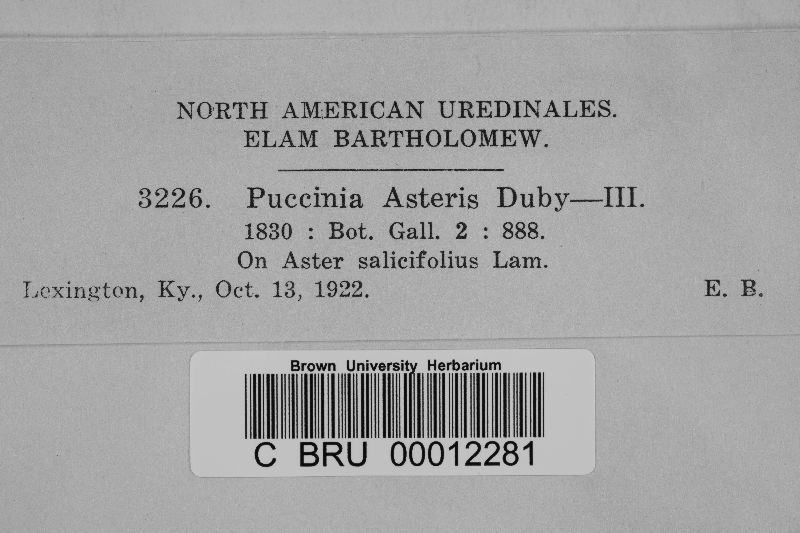 NORTH AMERICAN UREDINALES.
ELAM BARTHOLOMEW.
3226. Puccinia Asteris Duby—III.
1830 : Bot. Gall. 2 : 888.
On Aster salicifolius Lam.
Lexington, Ky., Oct. 13, 1922. E. B.
Brown University Herbarium
C BRU 00012281